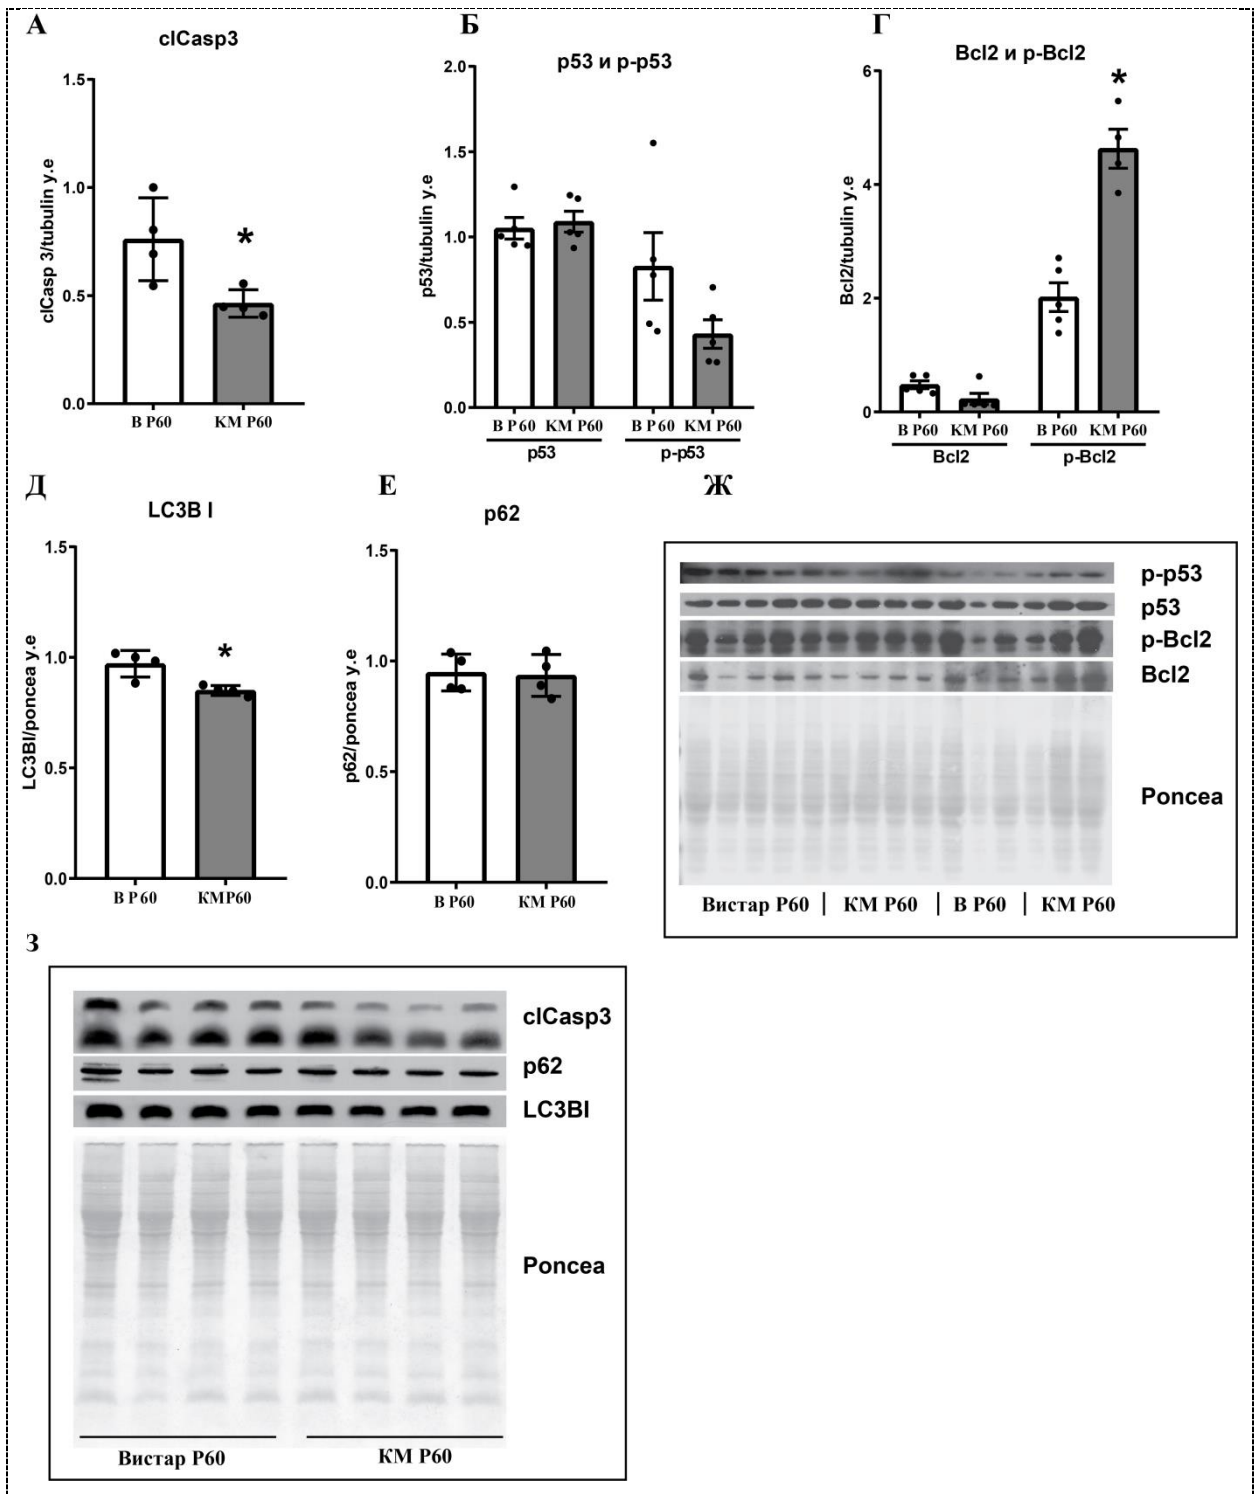 А
clCasp3
clCasp 3/tubulin y.e
1.5
1.0
0.5
0.0
*
В Р60
КМ Р60
Б
p53 и p-p53
p53/tubulin y.e
2.0
1.5
1.0
0.5
0.0
В Р60
КМ Р60
В Р60
КМ Р60
p53
p-p53
Г
Bcl2 и p-Bcl2
Bcl2/tubulin y.e
6
4
2
0
*
В Р60
КМ Р60
В Р60
КМ Р60
Bcl2
p-Bcl2
Д
LC3B I
LC3BI/poncea y.e
1.5
1.0
0.5
0.0
*
В Р60
КМР60
Е
p62
p62/poncea y.e
1.5
1.0
0.5
0.0
В Р60
КМ Р60
Ж
p-p53
p53
p-Bcl2
Bcl2
Poncea
Вистар Р60 | КМ Р60 | В Р60 | КМ Р60
З
clCasp3
p62
LC3BI
Poncea
Вистар Р60
КМ Р60